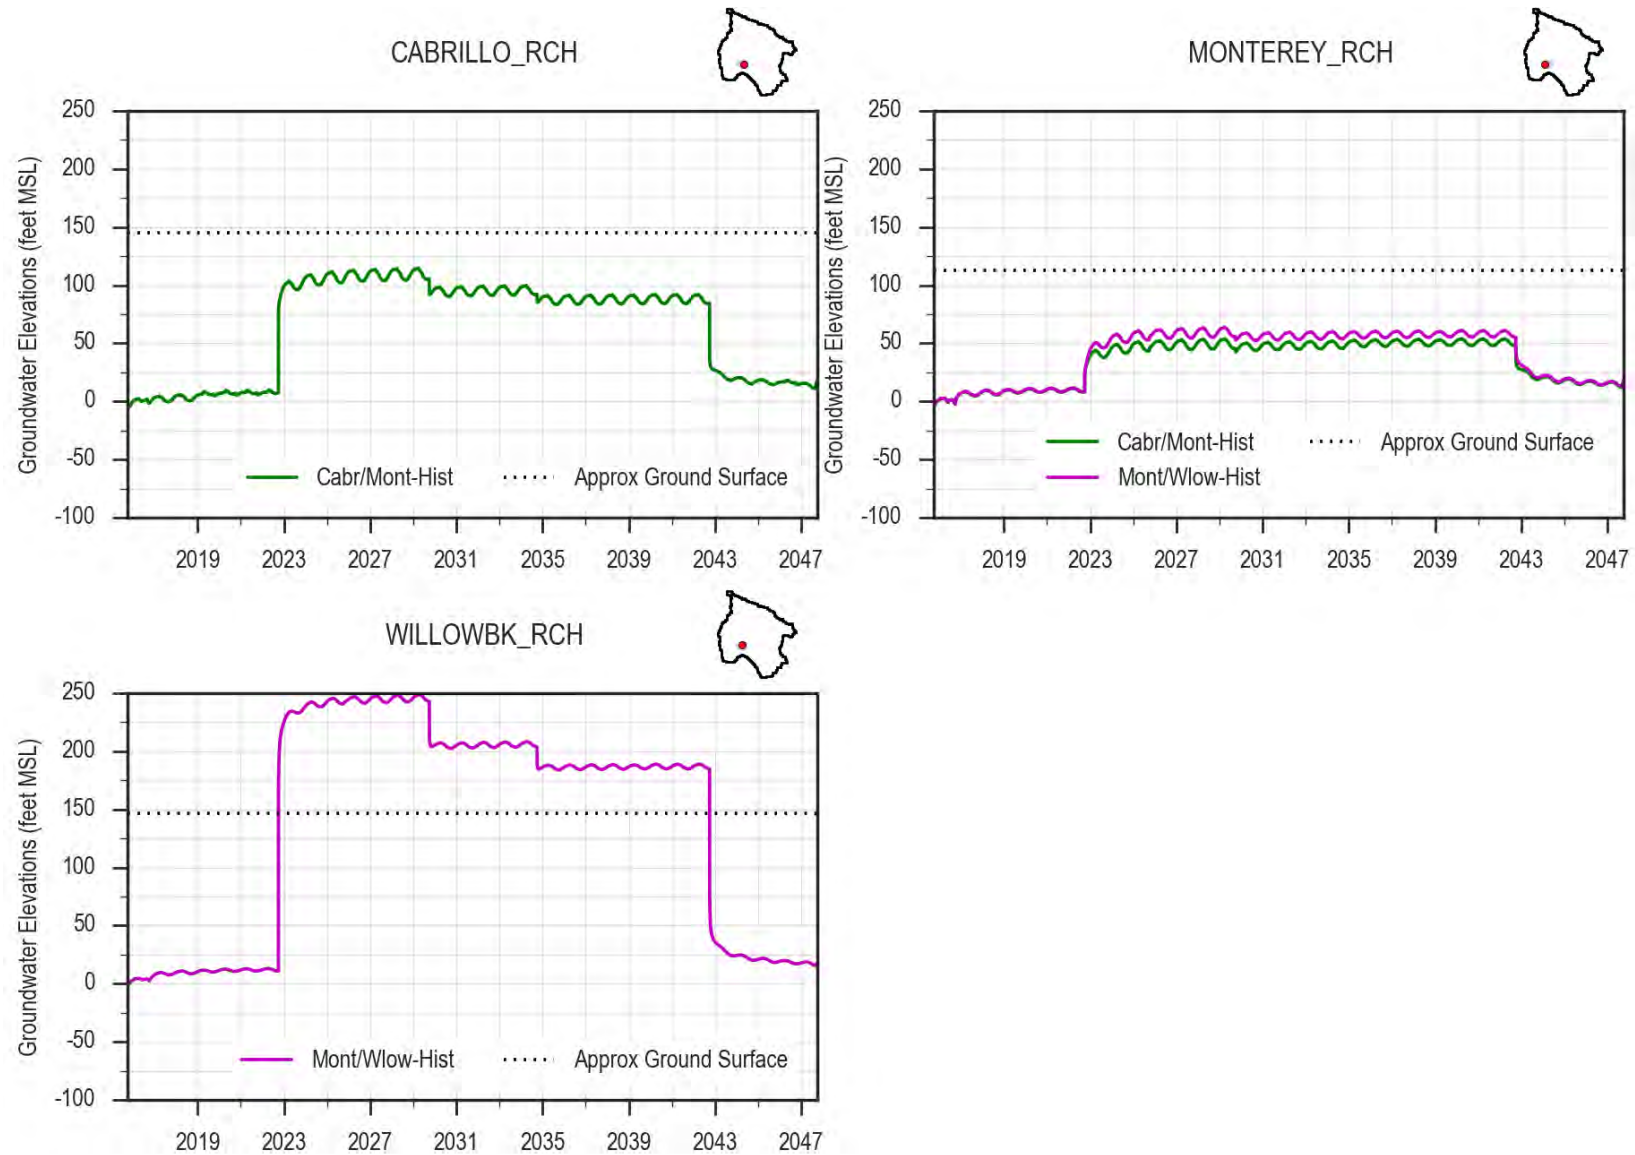 CABRILLO_RCH
Groundwater Elevations (feet MSL)
250
200
150
100
50
0
-50
-100
Cabr/Mont-Hist
Approx Ground Surface
2019 2023 2027 2031 2035 2039 2043 2047
MONTEREY_RCH
Groundwater Elevations (feet MSL)
250
200
150
100
50
0
-50
-100
Cabr/Mont-Hist
Approx Ground Surface
Mont/Wlow-Hist
2019 2023 2027 2031 2035 2039 2043 2047
WILLOWBK_RCH
Groundwater Elevations (feet MSL)
250
200
150
100
50
0
-50
-100
Mont/Wlow-Hist
Approx Ground Surface
2019 2023 2027 2031 2035 2039 2043 2047